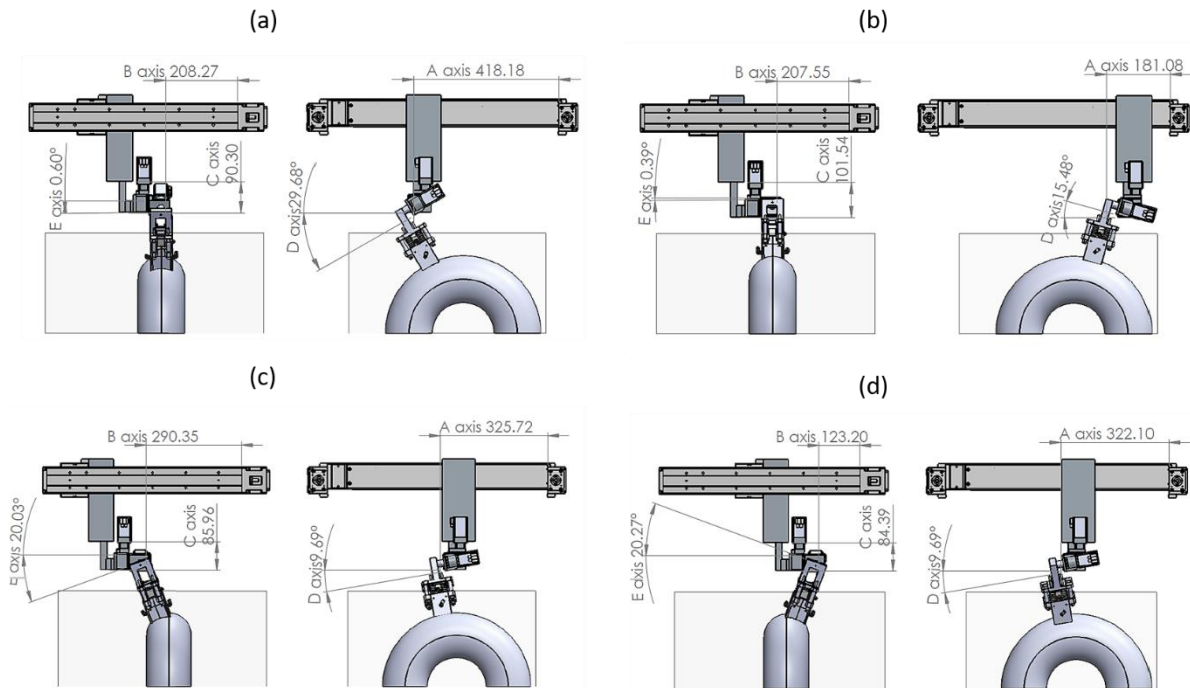 (a)
B axis 208.27
A axis 418.18
C axis
90.30
E axis 0.60°
D axis29.68°
(b)
B axis 207.55
A axis 181.08
C axis
101.54
E axis 0.39°
D axis15.48°
(c)
B axis 290.35
A axis 325.72
C axis
85.96
E axis 20.03°
D axis9.69°
(d)
B axis 123.20
A axis 322.10
C axis
84.39
E axis 20.27°
D axis9.69°